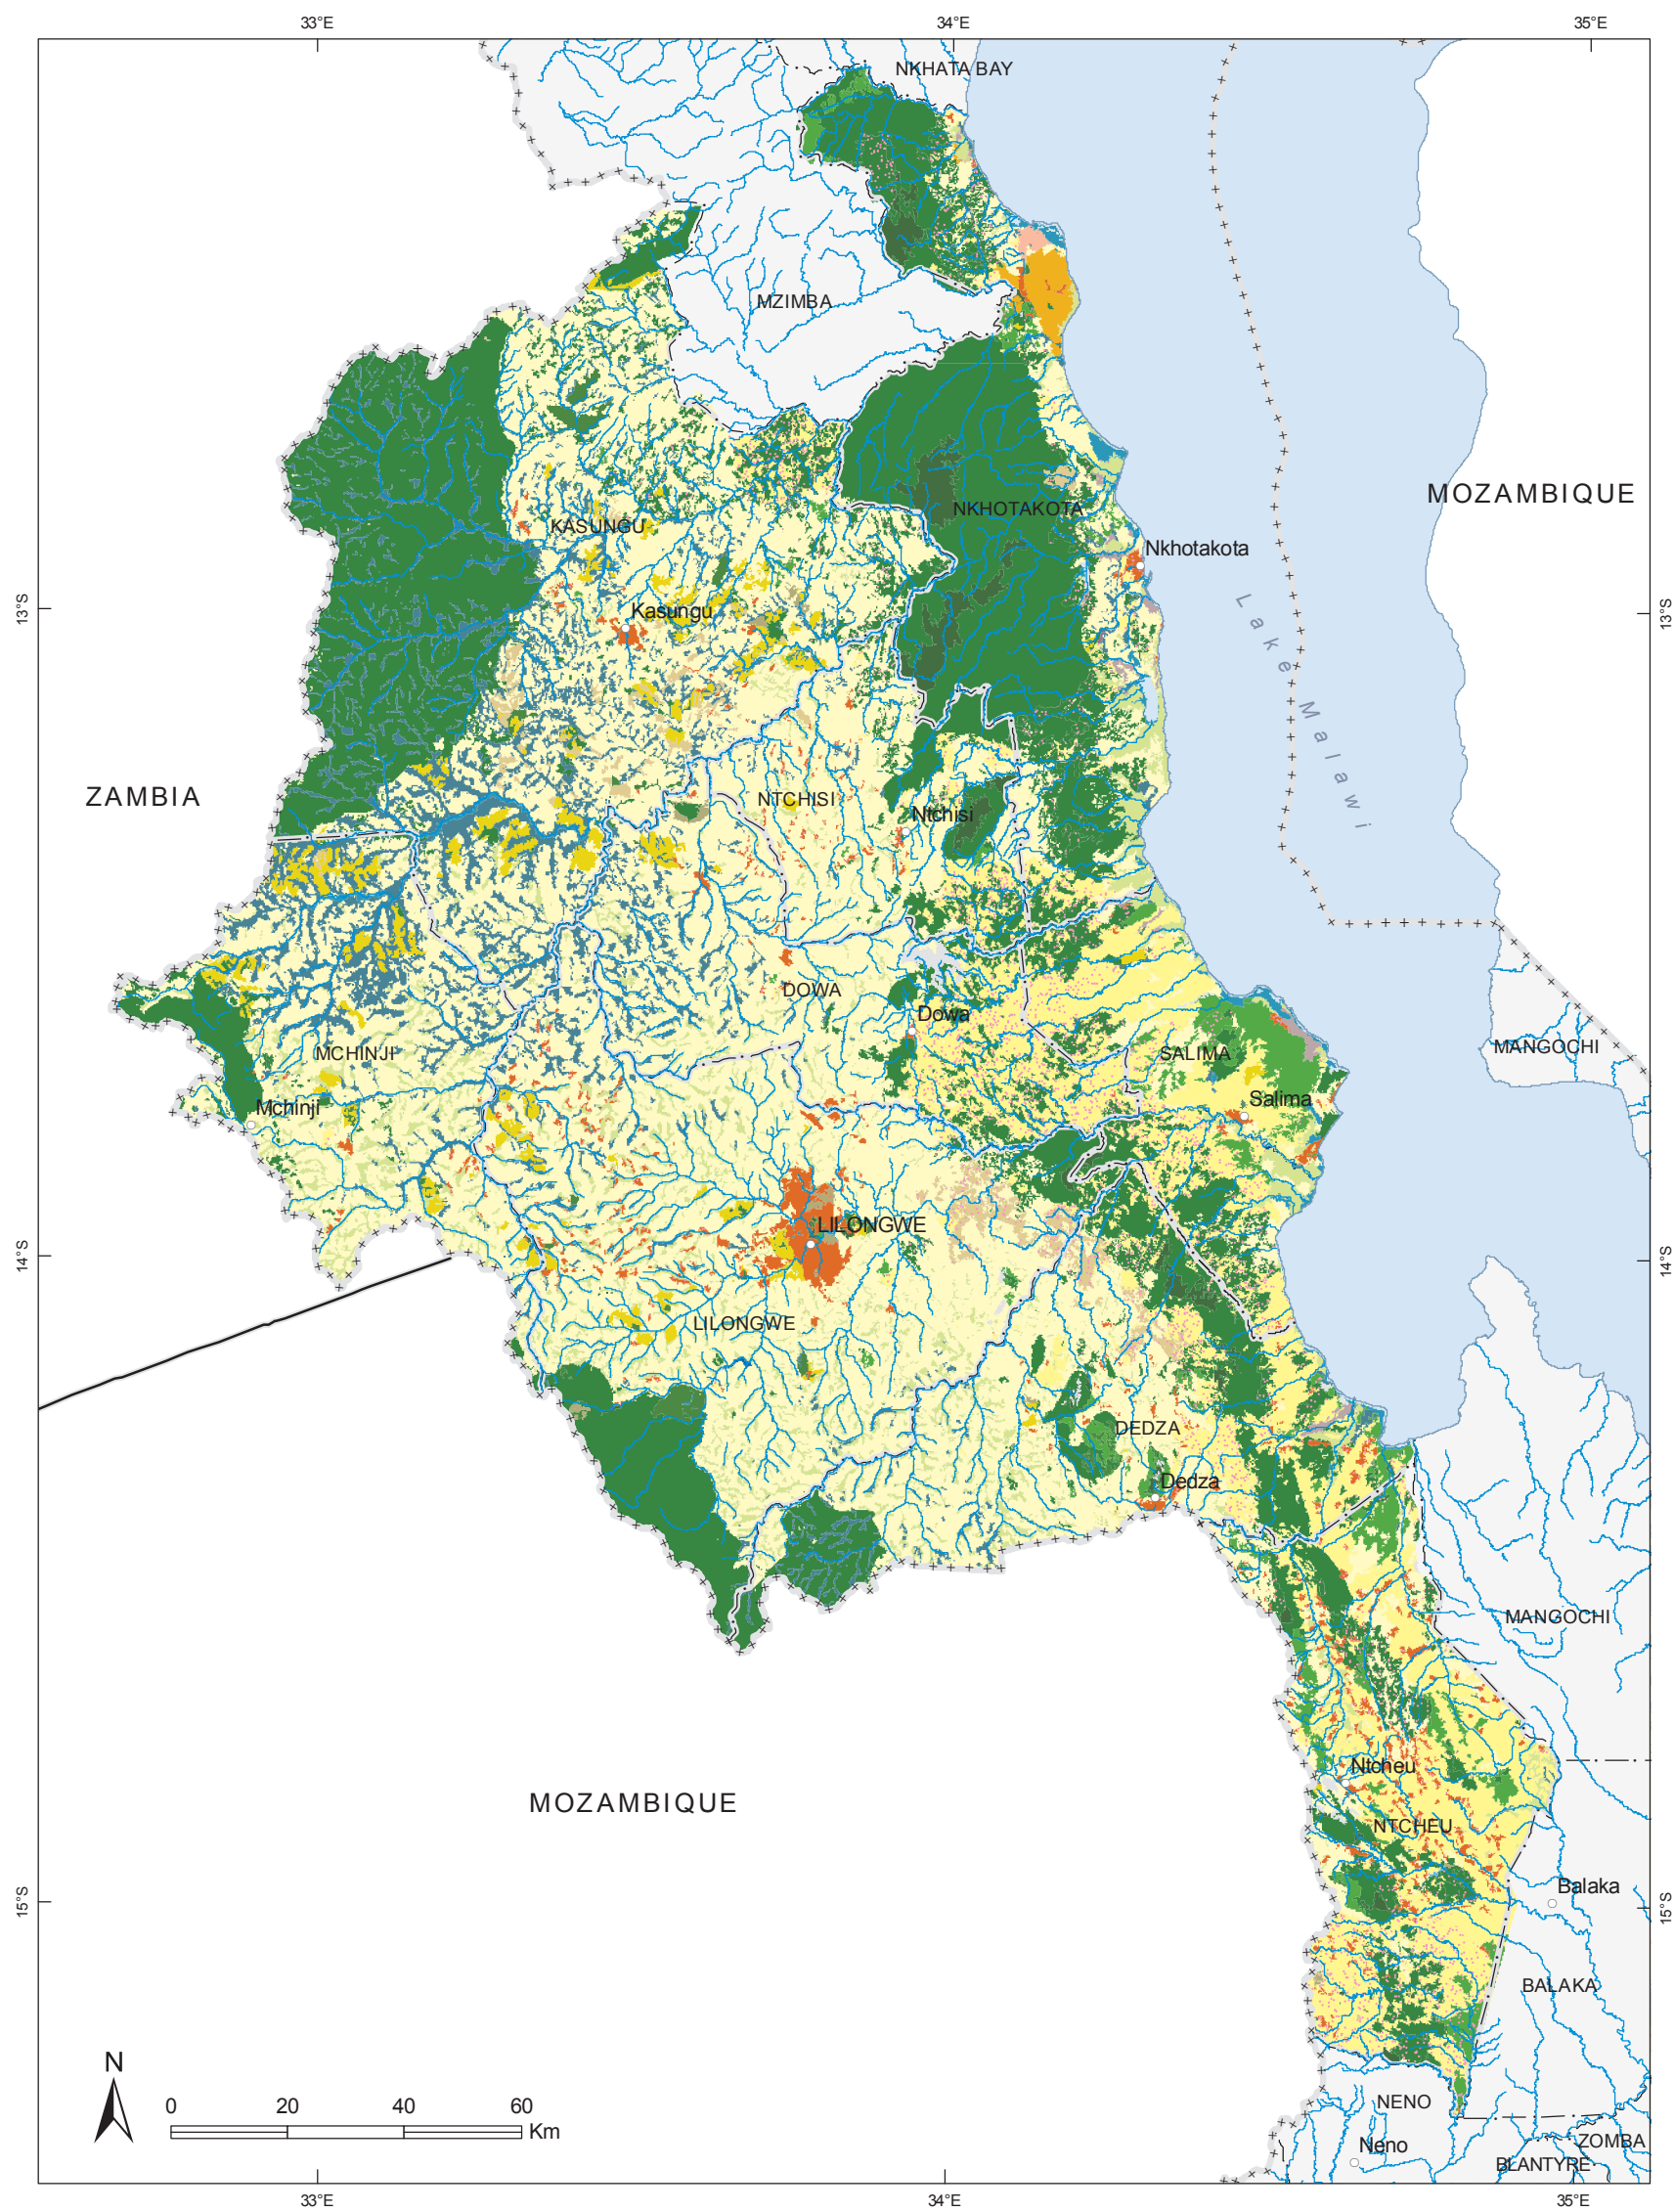 33°E
34°E
35°E
NKHATA BAY
MZIMBA
MOZAMBIQUE
NKHOTAKOTA
KASUNGU
Nkhotakota
13°S
Kasungu
13°S
Lake Malawi
ZAMBIA
NTCHISI
Ntchisi
DOWA
Dowa
MCHINJI
SALIMA
MANGOCHI
Mchinji
Salima
LILONGWE
14°S
14°S
LILONGWE
DEDZA
Dedza
MANGOCHI
Ntcheu
MOZAMBIQUE
NTCHEU
Balaka
15°S
15°S
BALAKA
N
0 20 40 60
Km
NENO
ZOMBA
Neno
BLANTYRE
33°E
34°E
35°E